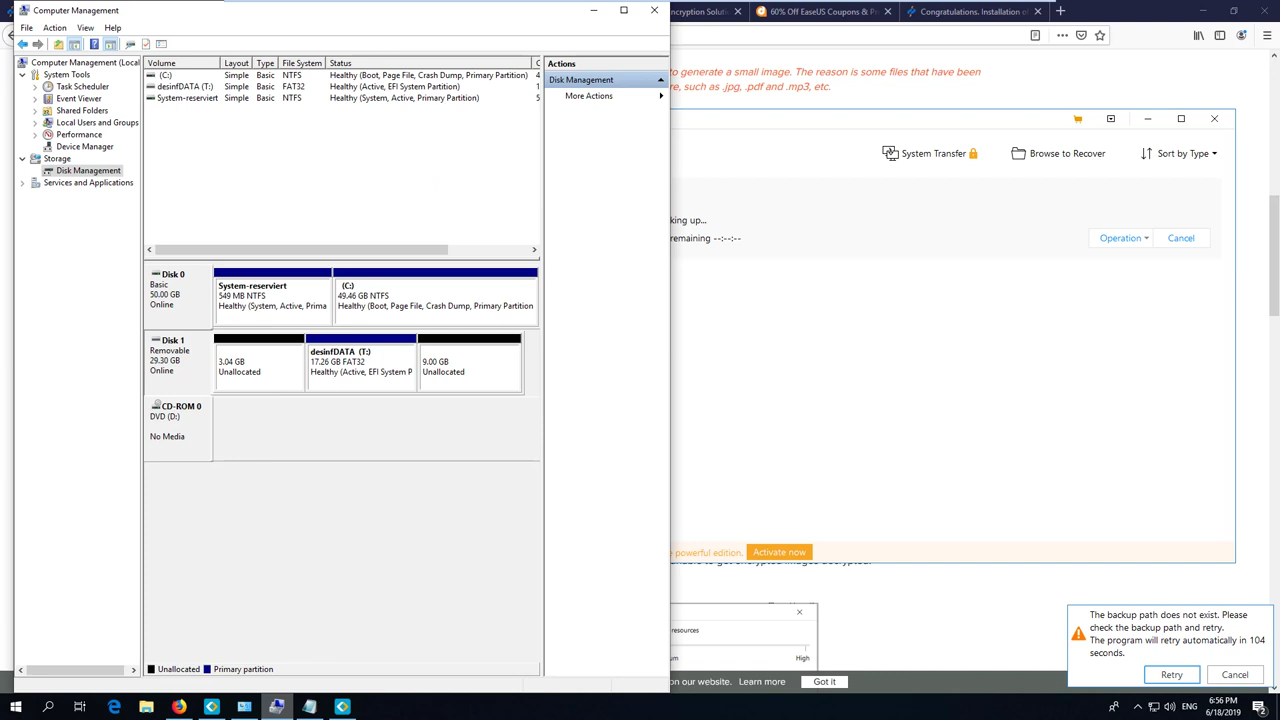 Computer Management
File Action View Help
Computer Management (Local
System Tools
Task Scheduler
Event Viewer
Shared Folders
Local Users and Groups
Performance
Device Manager
Storage
Disk Management
Services and Applications
Volume Layout Type File System Status C
(C:) Simple Basic NTFS Healthy (Boot, Page File, Crash Dump, Primary Partition) 4
desinfDATA (T:) Simple Basic FAT32 Healthy (Active, EFI System Partition) 1
System-reserviert Simple Basic NTFS Healthy (System, Active, Primary Partition) 5
Disk 0
Basic
50.00 GB
Online
System-reserviert
549 MB NTFS
Healthy (System, Active, Prima
(C:)
49.46 GB NTFS
Healthy (Boot, Page File, Crash Dump, Primary Partition
Disk 1
Removable
29.30 GB
Online
3.04 GB
Unallocated
desinfDATA (T:)
17.26 GB FAT32
Healthy (Active, EFI System P
9.00 GB
Unallocated
CD-ROM 0
DVD (D:)
No Media
Unallocated Primary partition
Actions
Disk Management
More Actions
ncryption Soluti
60% Off EaseUS Coupons & Pr
Congratulations. Installation of
to generate a small image. The reason is some files that have been
re, such as .jpg, .pdf and .mp3, etc.
System Transfer Browse to Recover Sort by Type
king up...
remaining --:--:--
Operation Cancel
powerful edition. Activate now
resources
um High
on our website. Learn more Got it
The backup path does not exist. Please
check the backup path and retry.
The program will retry automatically in 104
seconds.
Retry Cancel
ENG
6:56 PM
6/18/2019
2